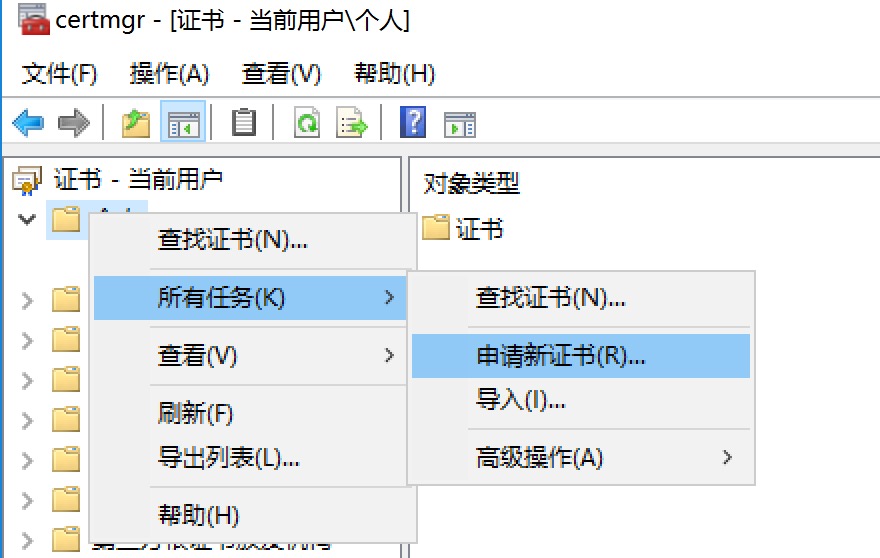 certmgr - [证书 - 当前用户\个人]
文件(F) 操作(A) 查看(V) 帮助(H)
证书 - 当前用户
对象类型
证书
查找证书(N)...
所有任务(K)
查看(V)
刷新(F)
导出列表(L)...
帮助(H)
查找证书(N)...
申请新证书(R)...
导入(I)...
高级操作(A)